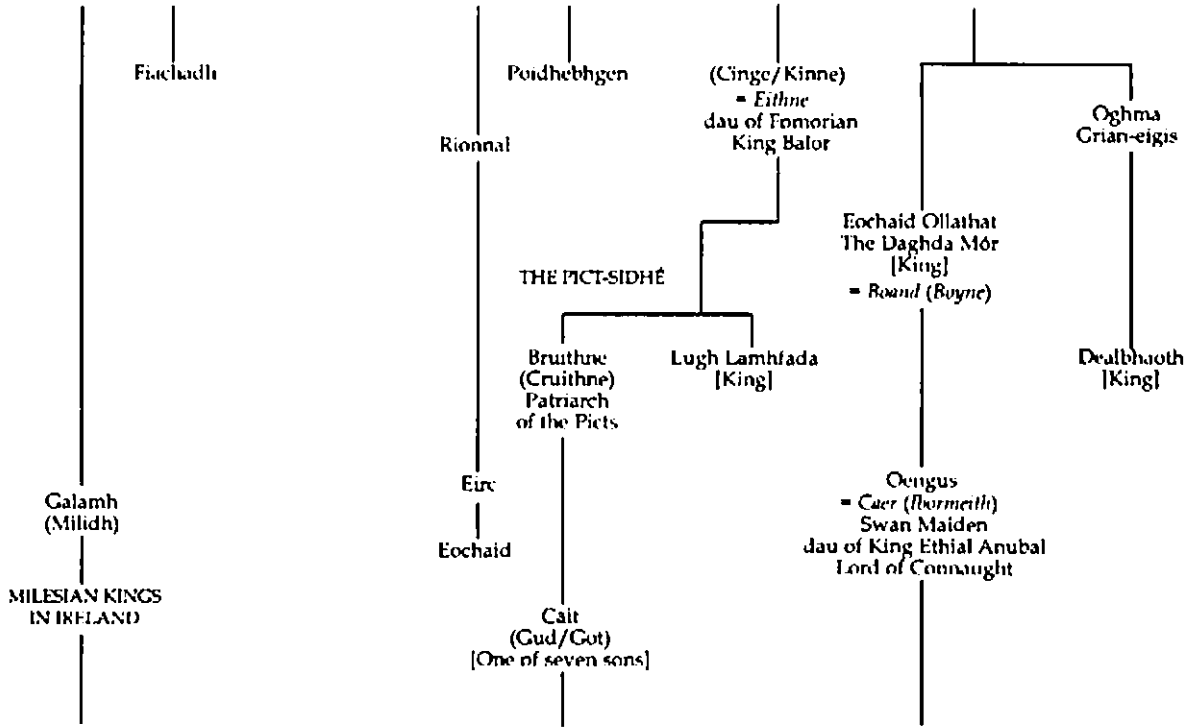 Fiachadh
Poidhebhgen
(Cinge/Kinne)
= Eithne
dau of Fomorian
King Balor
Oghma
Grian-eigis
Rionnal
Eochaid Ollathat
The Daghda Mór
[King]
= Boand (Boyne)
THE PICT-SIDHÉ
Bruithne
(Cruithne)
Patriarch
of the Picts
Lugh Lamhfada
[King]
Dealbhaoth
[King]
Galamh
(Milidh)
Eirc
Eochaid
Oengus
= Caer (Ibormeith)
Swan Maiden
dau of King Ethial Anubal
Lord of Connaught
MILESIAN KINGS
IN IRELAND
Cait
(Gud/Got)
[One of seven sons]